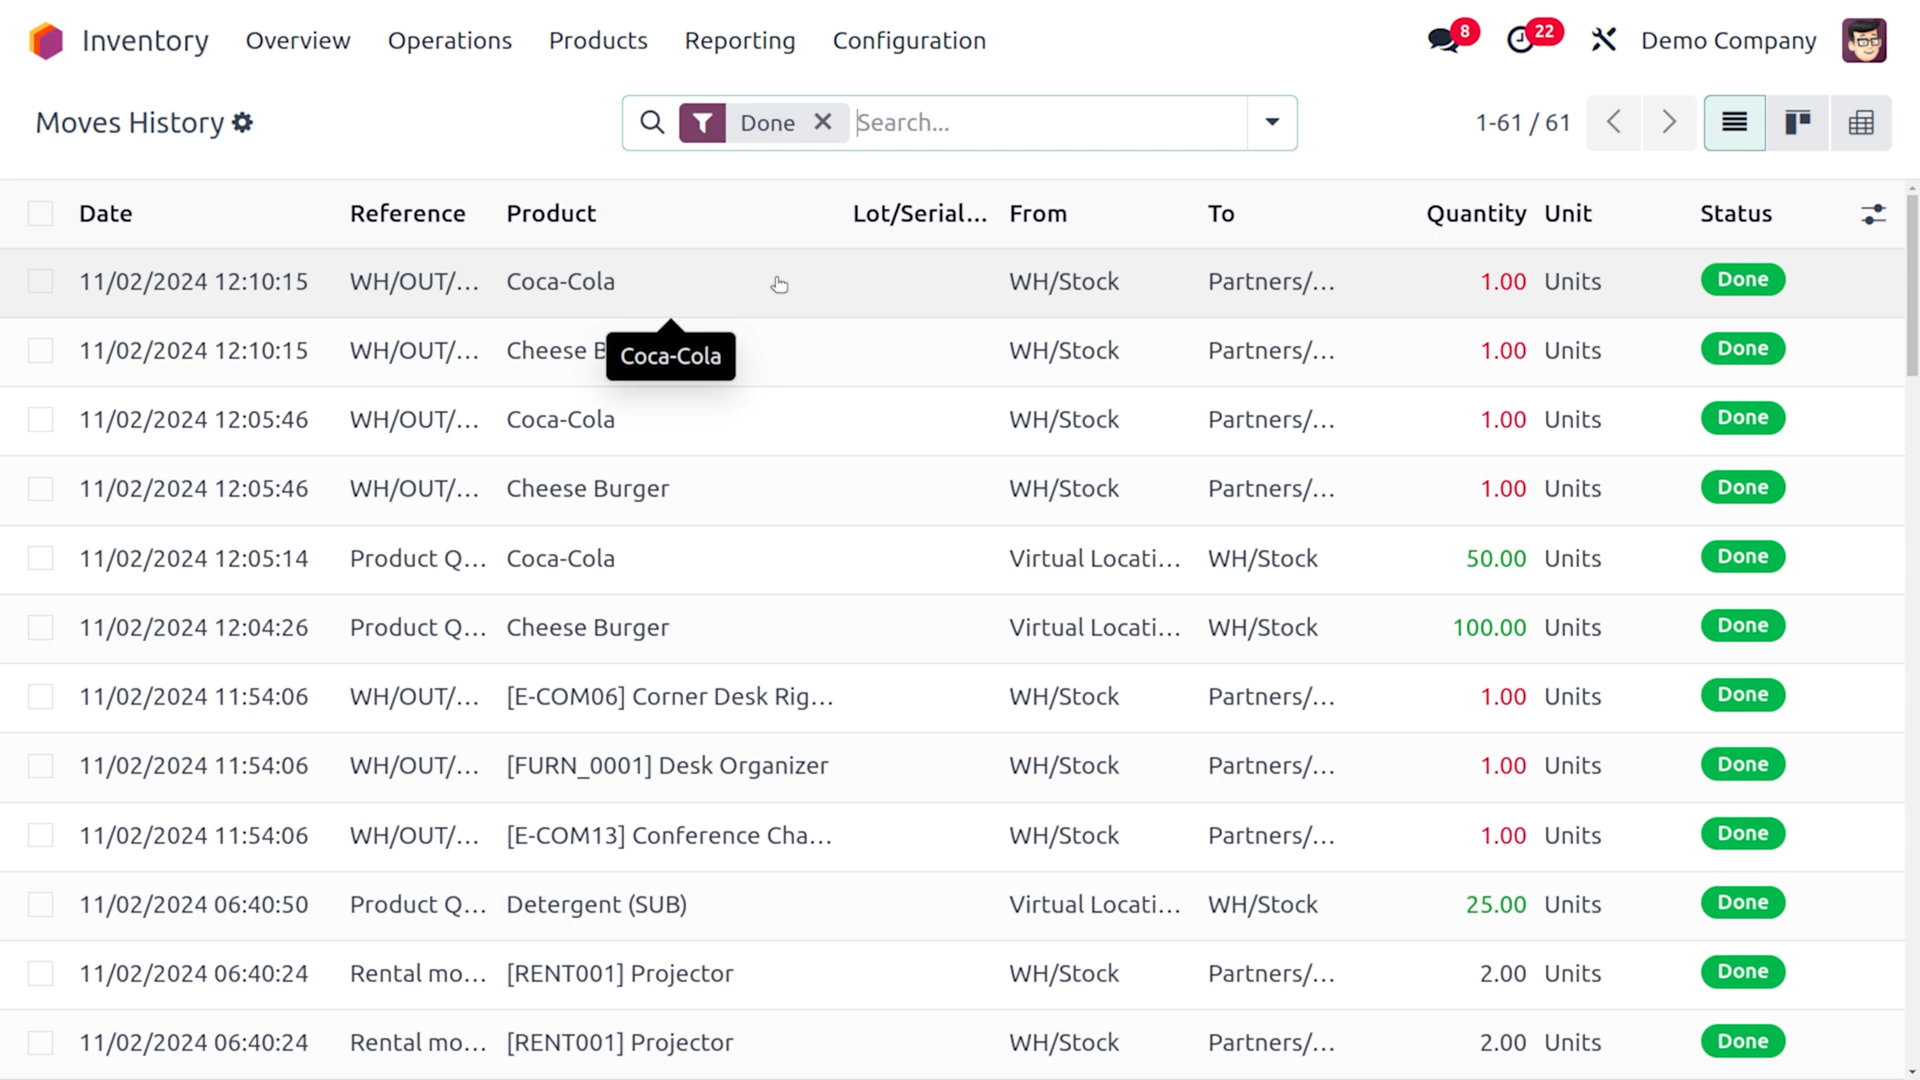 Inventory Overview Operations Products Reporting Configuration 8 22 Demo Company
Moves History Done Search... 1-61 / 61
Date Reference Product Lot/Serial... From To Quantity Unit Status
11/02/2024 12:10:15 WH/OUT/... Coca-Cola WH/Stock Partners/... 1.00 Units Done
11/02/2024 12:10:15 WH/OUT/... Cheese B WH/Stock Partners/... 1.00 Units Done
Coca-Cola
11/02/2024 12:05:46 WH/OUT/... Coca-Cola WH/Stock Partners/... 1.00 Units Done
11/02/2024 12:05:46 WH/OUT/... Cheese Burger WH/Stock Partners/... 1.00 Units Done
11/02/2024 12:05:14 Product Q... Coca-Cola Virtual Locati... WH/Stock 50.00 Units Done
11/02/2024 12:04:26 Product Q... Cheese Burger Virtual Locati... WH/Stock 100.00 Units Done
11/02/2024 11:54:06 WH/OUT/... [E-COM06] Corner Desk Rig... WH/Stock Partners/... 1.00 Units Done
11/02/2024 11:54:06 WH/OUT/... [FURN_0001] Desk Organizer WH/Stock Partners/... 1.00 Units Done
11/02/2024 11:54:06 WH/OUT/... [E-COM13] Conference Cha... WH/Stock Partners/... 1.00 Units Done
11/02/2024 06:40:50 Product Q... Detergent (SUB) Virtual Locati... WH/Stock 25.00 Units Done
11/02/2024 06:40:24 Rental mo... [RENT001] Projector WH/Stock Partners/... 2.00 Units Done
11/02/2024 06:40:24 Rental mo... [RENT001] Projector WH/Stock Partners/... 2.00 Units Done